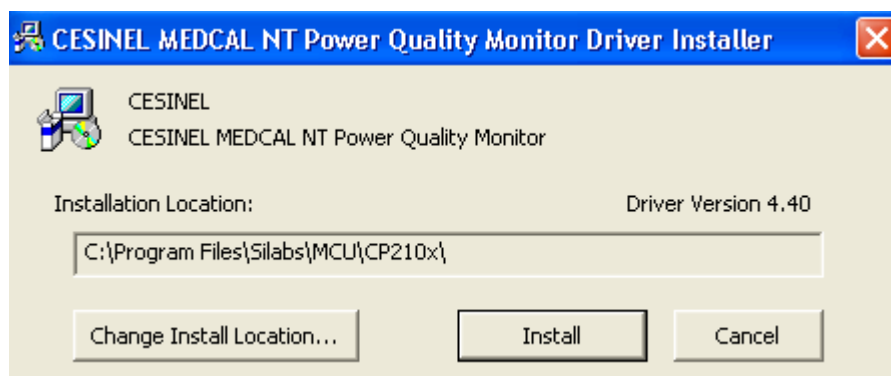 CESINEL MEDCAL NT Power Quality Monitor Driver Installer
CESINEL
CESINEL MEDCAL NT Power Quality Monitor
Installation Location: Driver Version 4.40
C:\Program Files\Silabs\MCU\CP210x\
Change Install Location... Install Cancel